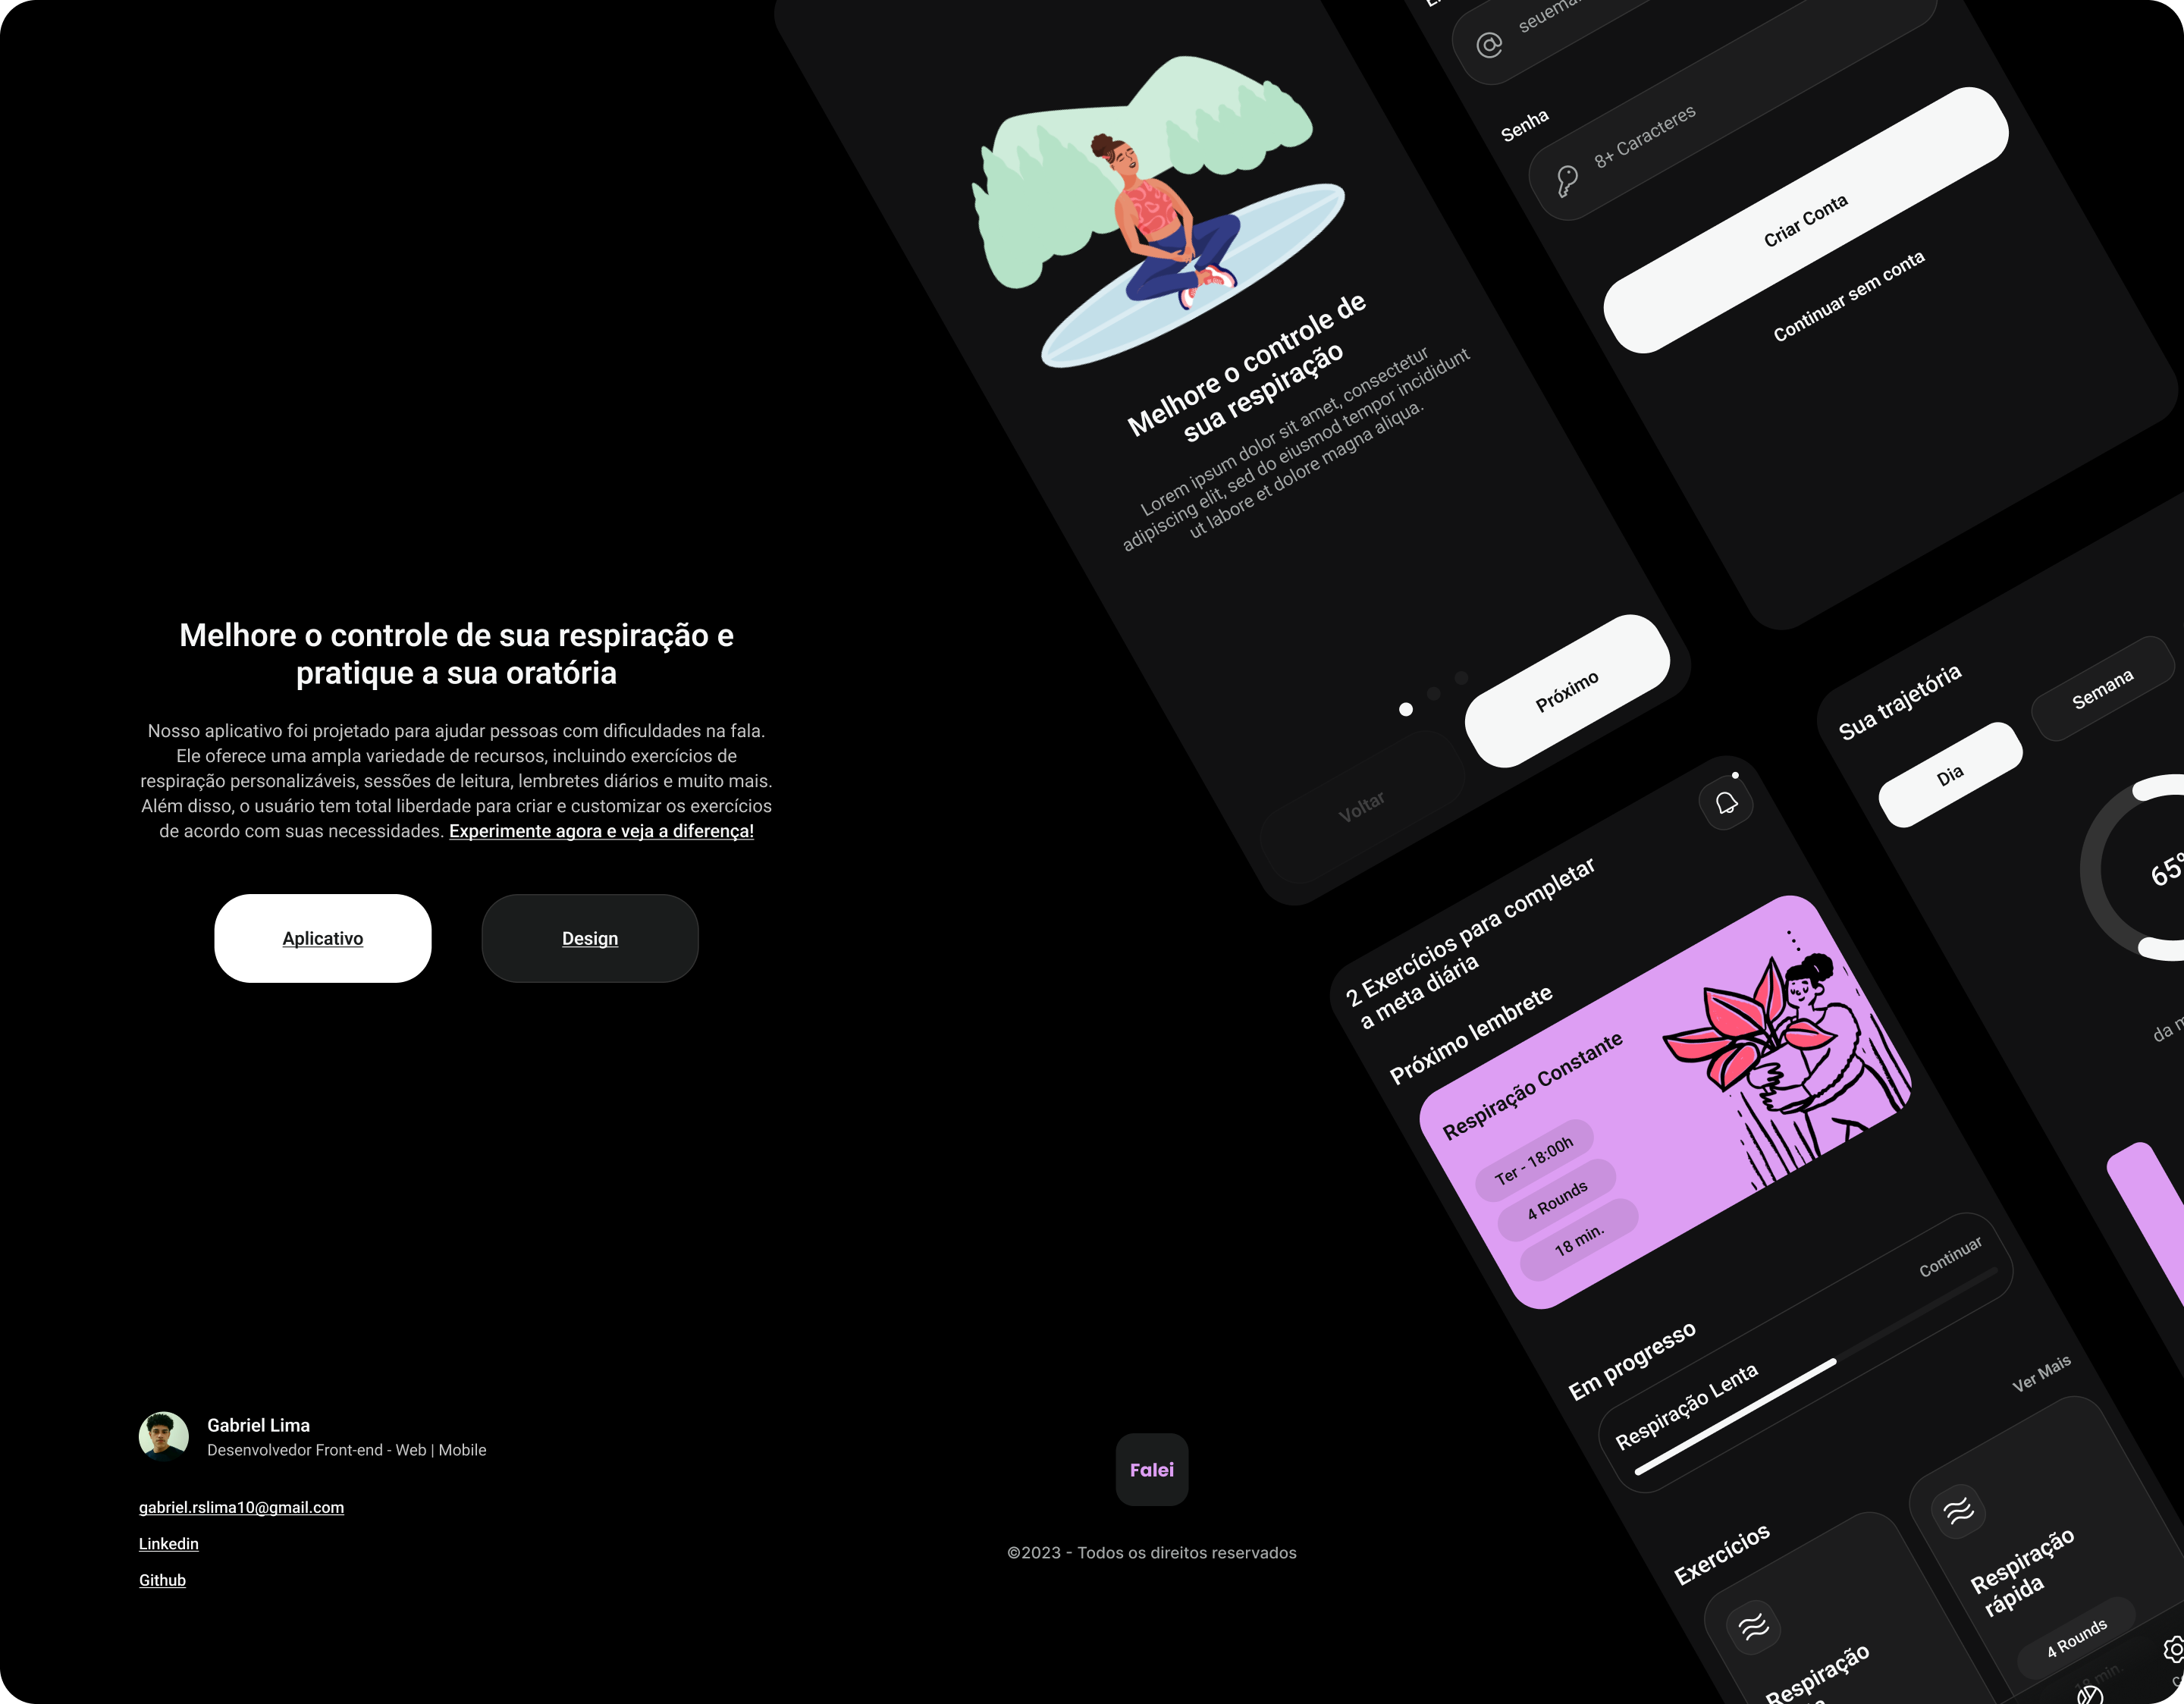 Melhore o controle de sua respiração e
pratique a sua oratória
Nosso aplicativo foi projetado para ajudar pessoas com dificuldades na fala.
Ele oferece uma ampla variedade de recursos, incluindo exercícios de
respiração personalizáveis, sessões de leitura, lembretes diários e muito mais.
Além disso, o usuário tem total liberdade para criar e customizar os exercícios
de acordo com suas necessidades. Experimente agora e veja a diferença!
Aplicativo
Design
Gabriel Lima
Desenvolvedor Front-end - Web | Mobile
gabriel.rslima10@gmail.com
Linkedin
Github
Falei
©2023 - Todos os direitos reservados
Melhore o controle de
sua respiração
Lorem ipsum dolor sit amet, consectetur
adipiscing elit, sed do eiusmod tempor incididunt
ut labore et dolore magna aliqua.
Voltar
Próximo
@
Senha
8+ Caracteres
Criar Conta
Continuar sem conta
2 Exercícios para completar
a meta diária
Próximo lembrete
Respiração Constante
Ter - 18:00h
4 Rounds
18 min.
Em progresso
Respiração Lenta
Continuar
Exercícios
Ver Mais
Respiração
Respiração
rápida
4 Rounds
min.
Sua trajetória
Dia
Semana
65%
da